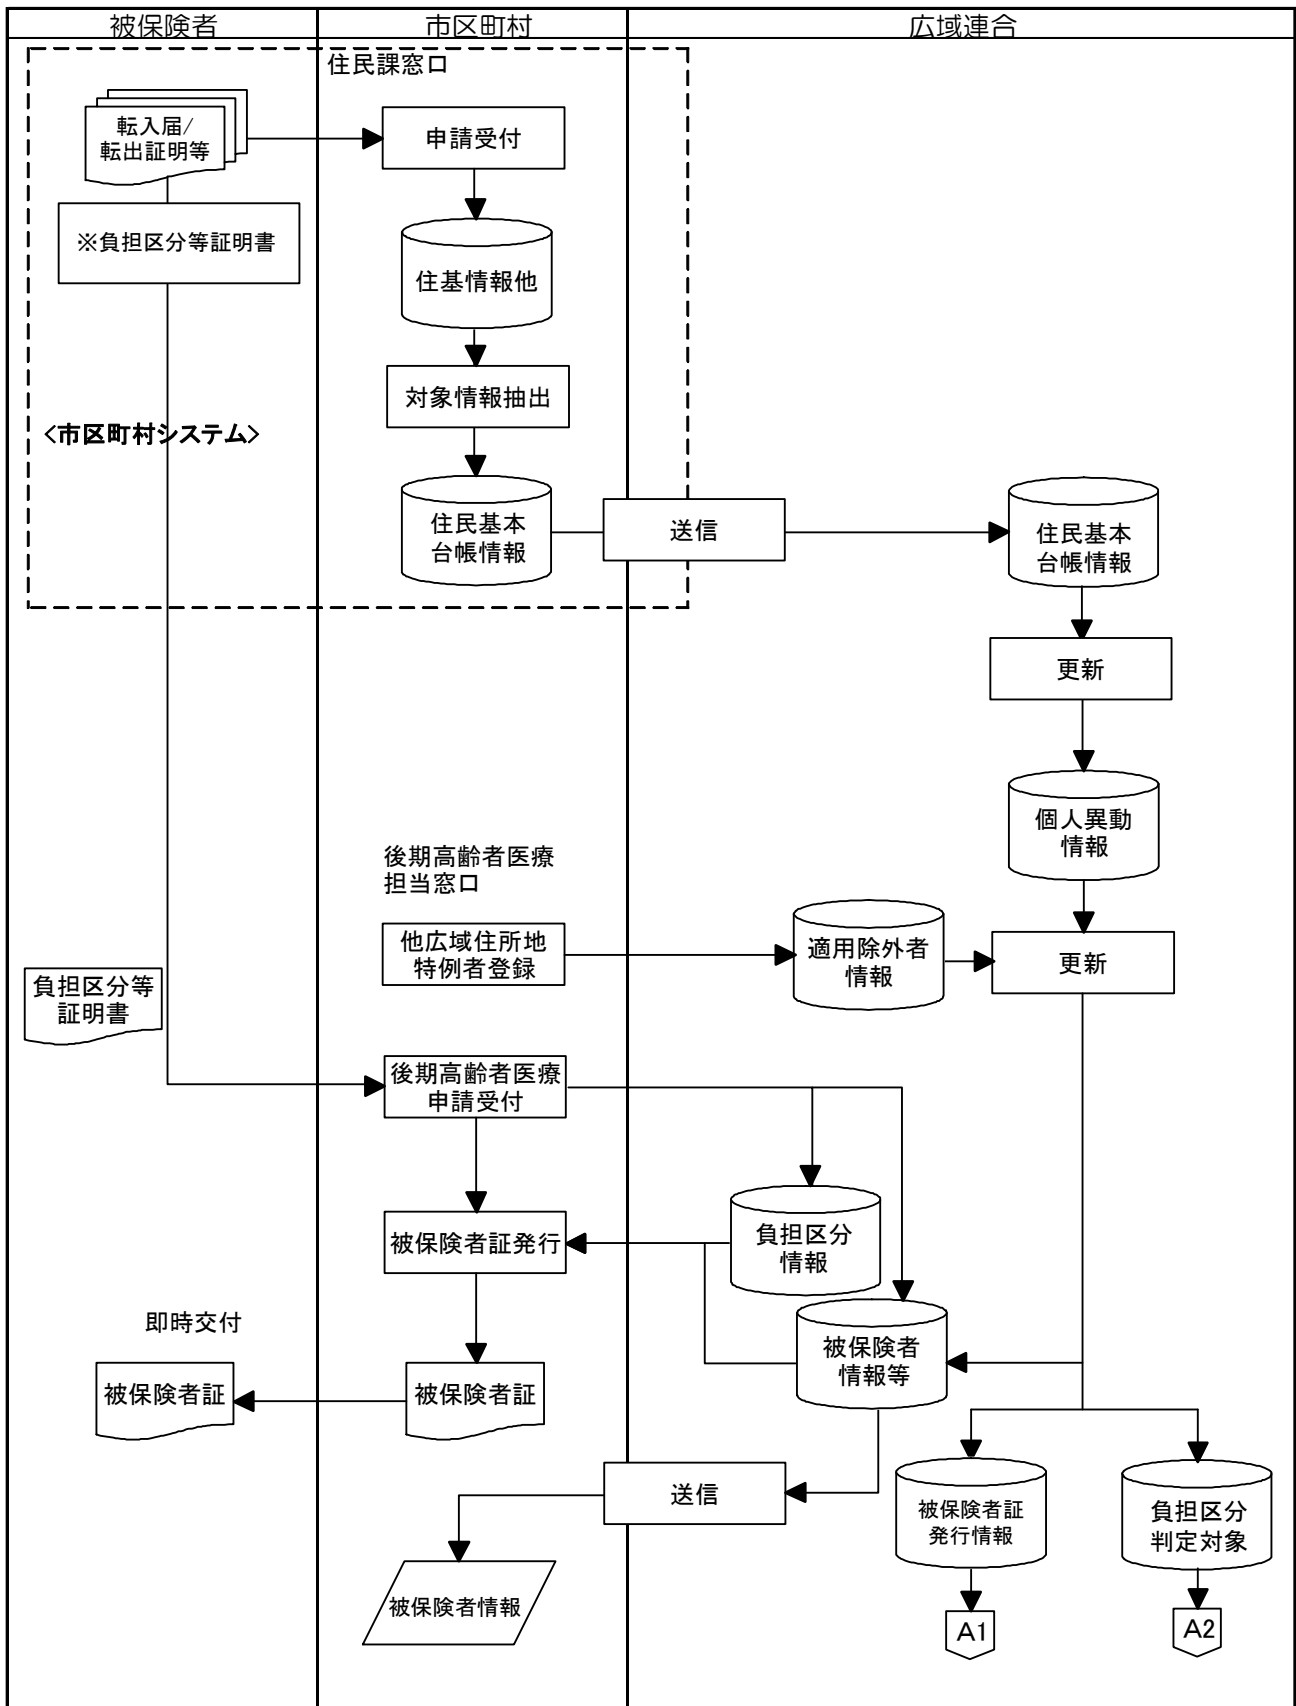 被保険者
市区町村
広域連合
住民課窓口
転入届/
転出証明等
申請受付
※負担区分等証明書
住基情報他
対象情報抽出
<市区町村システム>
住民基本
台帳情報
送信
住民基本
台帳情報
更新
個人異動
情報
後期高齢者医療
担当窓口
他広域住所地
特例者登録
適用除外者
情報
更新
負担区分等
証明書
後期高齢者医療
申請受付
負担区分
情報
被保険者証発行
即時交付
被保険者
情報等
被保険者証
被保険者証
送信
被保険者証
発行情報
負担区分
判定対象
被保険者情報
A1
A2